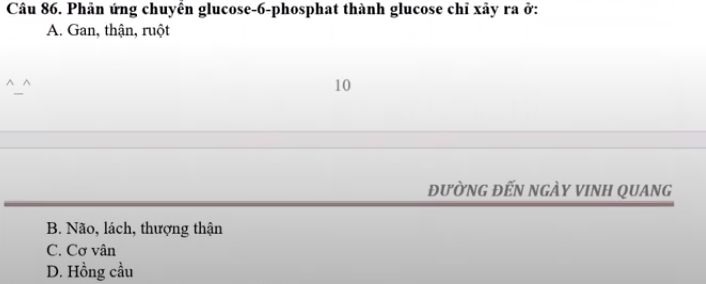 Câu 86. Phản ứng chuyển glucose-6-phosphat thành glucose chỉ xảy ra ở:
A. Gan, thận, ruột
^_^
10
ĐƯỜNG ĐẾN NGÀY VINH QUANG
B. Não, lách, thượng thận
C. Cơ vân
D. Hồng cầu